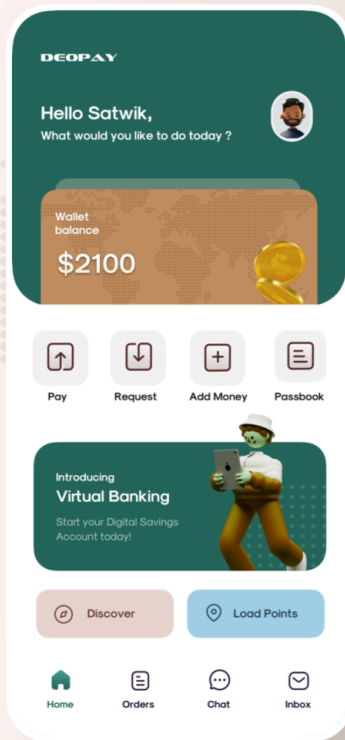 DEOPAY
Hello Satwik,
What would you like to do today ?
Wallet
balance
$2100
Pay
Request
Add Money
Passbook
Introducing
Virtual Banking
Start your Digital Savings
Account today!
Discover
Load Points
Home
Orders
Chat
Inbox